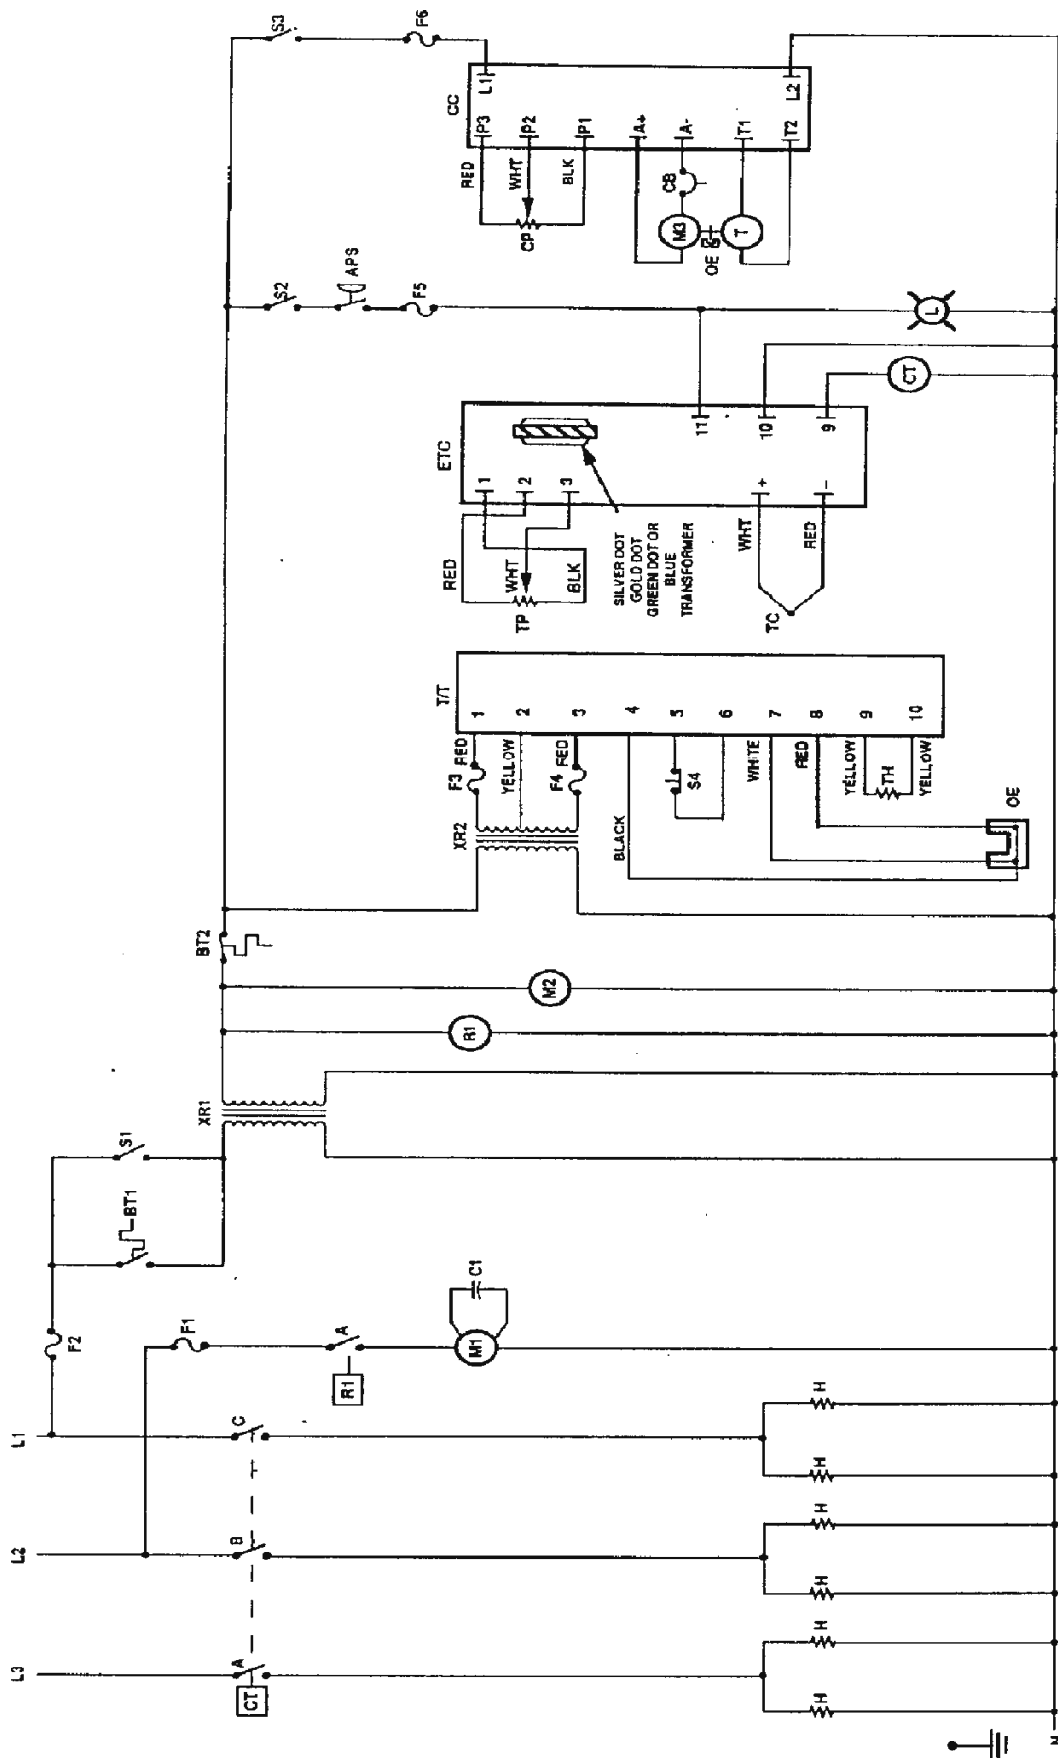 L3
L2
L1
F2
CT
A
B
C
F1
R1
A
M1
C1
H
H
H
H
H
H
N
BT1
S1
XR1
R1
M2
BT2
XR2
F3
F4
T/T
RED
YELLOW
RED
BLACK
WHITE
RED
YELLOW
YELLOW
1
2
3
4
5
6
7
8
9
10
S4
TH
OE
ETC
RED
WHT
BLK
TP
1
2
3
SILVER DOT
GOLD DOT
GREEN DOT OR
BLUE
TRANSFORMER
WHT
RED
TC
+
-
11
10
9
CT
L
S2
APS
F5
S3
F6
CC
RED
WHT
BLK
CP
P3
P2
P1
A+
A-
T1
T2
L1
L2
CB
M3
OE
T